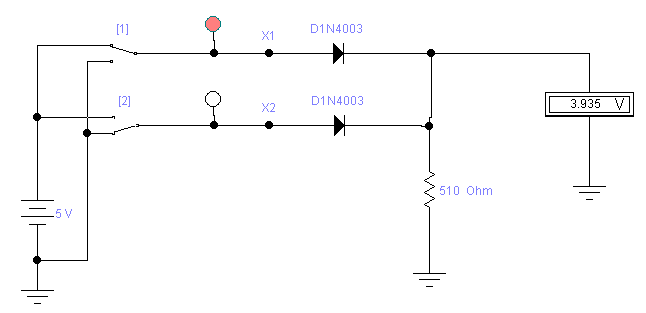 [1]
X1
D1N4003
[2]
X2
D1N4003
3.935 V
5 V
510 Ohm